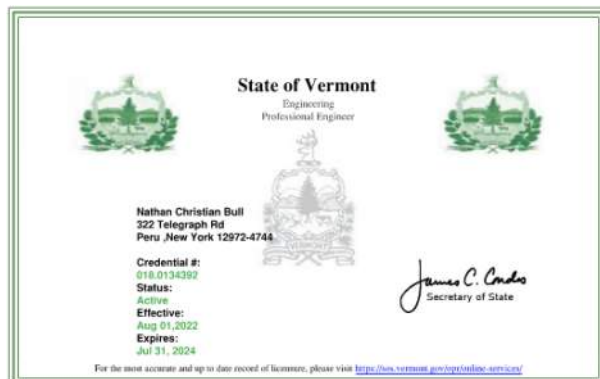 State of Vermont
Engineering
Professional Engineer
Nathan Christian Bull
322 Telegraph Rd
Peru ,New York 12972-4744
VERMONT
Credential #:
018.0134392
Status:
Active
Effective:
Aug 01,2022
Expires:
Jul 31, 2024
James C. Condos
Secretary of State
For the most accurate and up to date record of licensure, please visit https://sos.vermont.gov/opr/online-services/